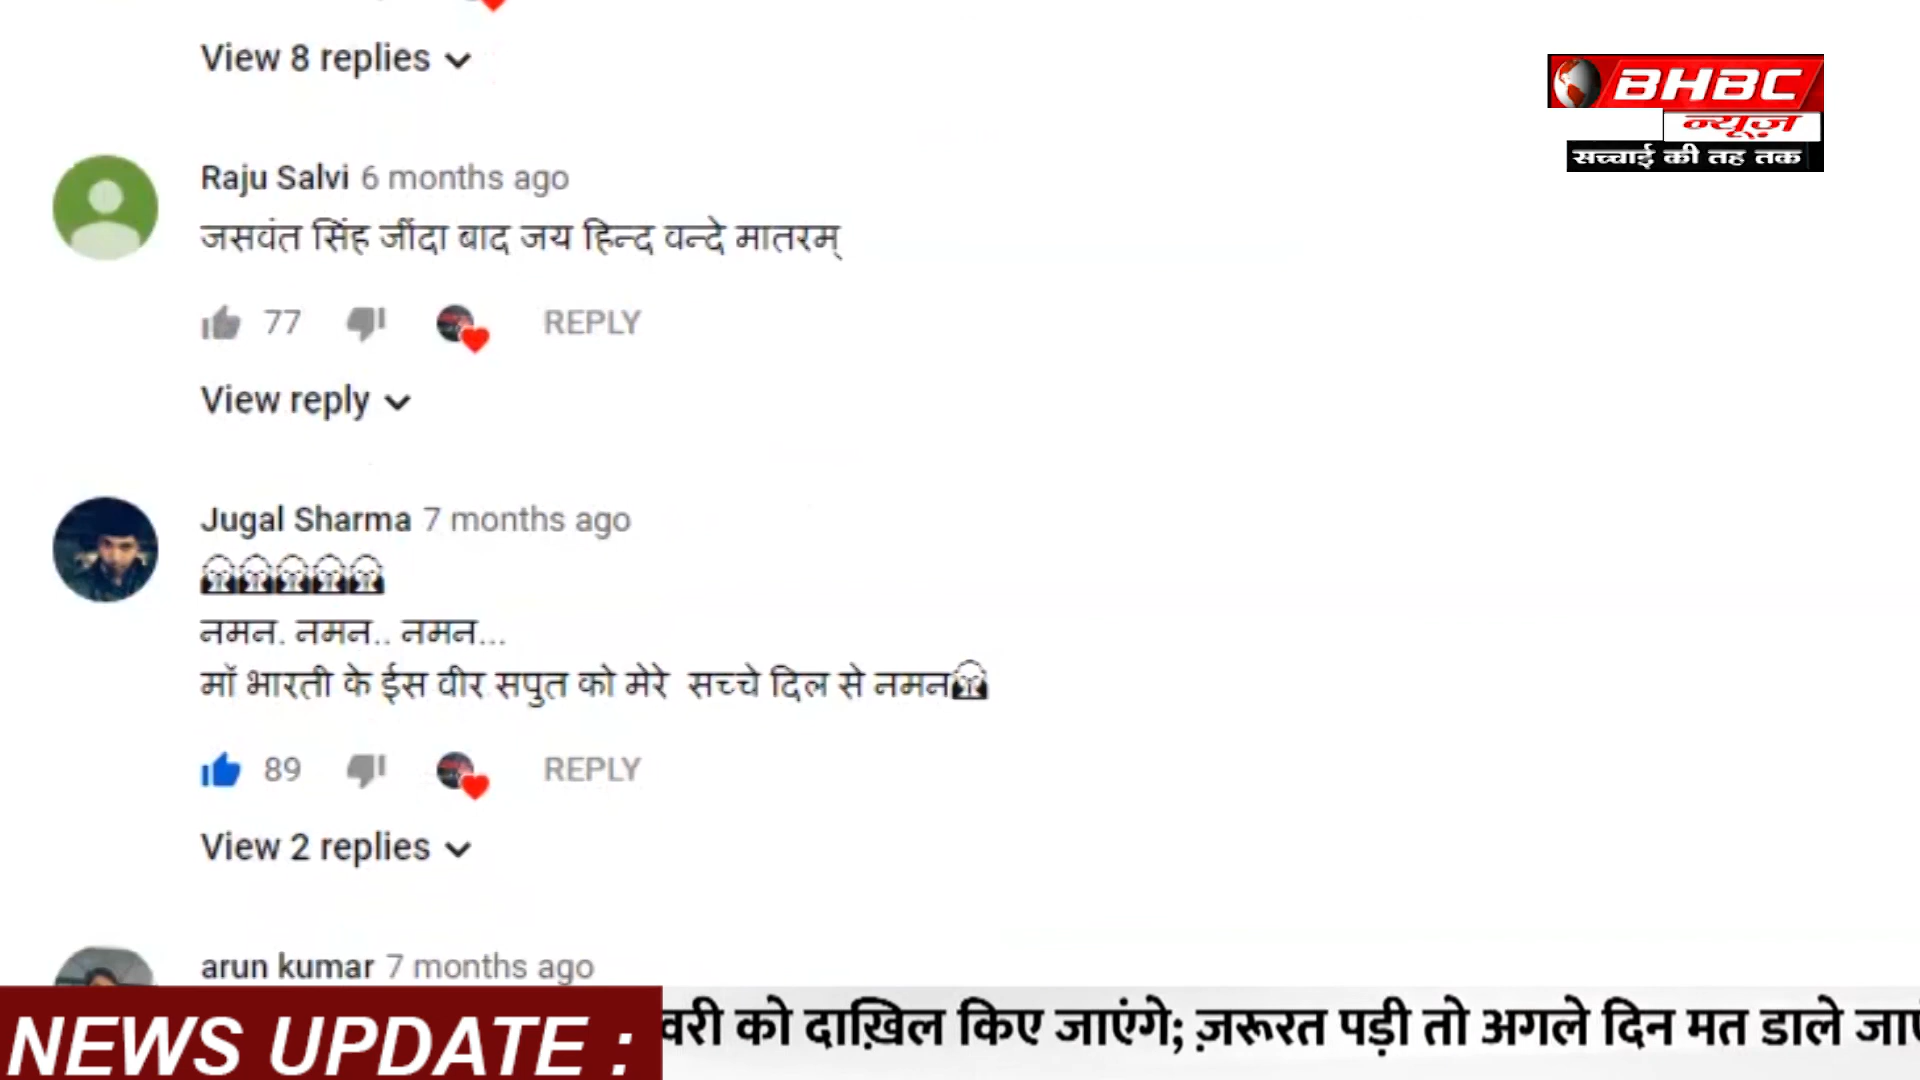 View 8 replies
BHBC
न्यूज़
सच्चाई की तह तक
Raju Salvi 6 months ago
जसवंत सिंह जींदा बाद जय हिन्द वन्दे मातरम्
77 REPLY
View reply
Jugal Sharma 7 months ago
नमन. नमन.. नमन...
मॉ भारती के ईस वीर सपुत को मेरे सच्चे दिल से नमन
89 REPLY
View 2 replies
arun kumar 7 months ago
NEWS UPDATE : वरी को दाख़िल किए जाएंगे; ज़रूरत पड़ी तो अगले दिन मत डाले